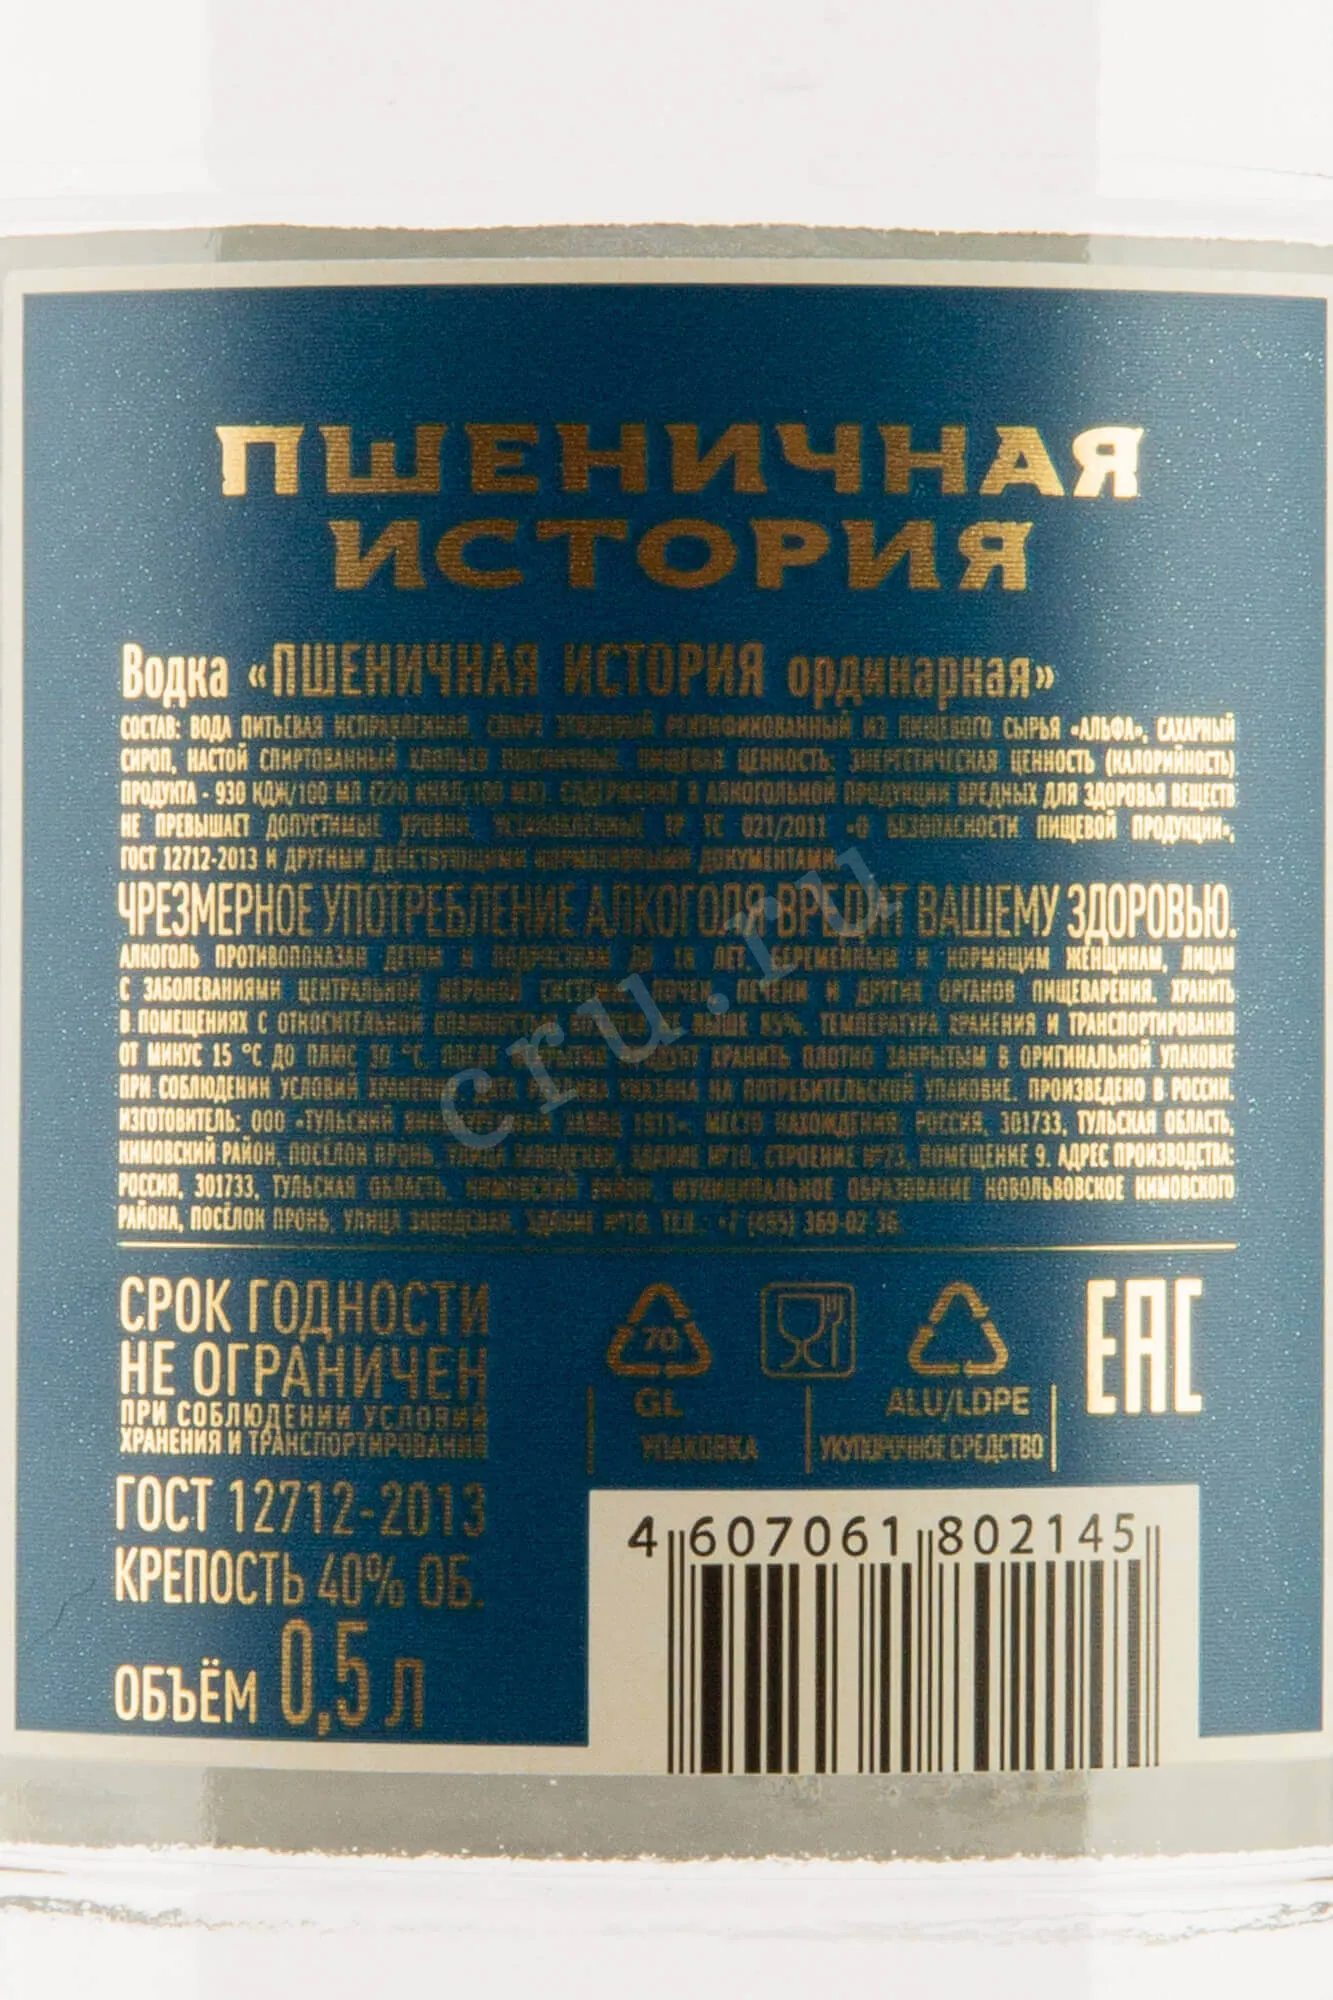 ПШЕНИЧНАЯ
ИСТОРИЯ
Водка «ПШЕНИЧНАЯ ИСТОРИЯ ординарная»
СОСТАВ: ВОДА ПИТЬЕВАЯ ИСПРАВЛЕННАЯ, СПИРТ ЭТИЛОВЫЙ РЕКТИФИКОВАННЫЙ ИЗ ПИЩЕВОГО СЫРЬЯ «АЛЬФА», САХАРНЫЙ
СИРОП, НАСТОЙ СПИРТОВАННЫЙ ХЛОПЬЕВ ПШЕНИЧНЫХ. ПИЩЕВАЯ ЦЕННОСТЬ: ЭНЕРГЕТИЧЕСКАЯ ЦЕННОСТЬ (КАЛОРИЙНОСТЬ)
ПРОДУКТА - 930 КДЖ/100 МЛ (220 ККАЛ/100 МЛ). СОДЕРЖАНИЕ В АЛКОГОЛЬНОЙ ПРОДУКЦИИ ВРЕДНЫХ ДЛЯ ЗДОРОВЬЯ ВЕЩЕСТВ
НЕ ПРЕВЫШАЕТ ДОПУСТИМЫЕ УРОВНИ, УСТАНОВЛЕННЫЕ ТР ТС 021/2011 «О БЕЗОПАСНОСТИ ПИЩЕВОЙ ПРОДУКЦИИ»,
ГОСТ 12712-2013 И ДРУГИМИ ДЕЙСТВУЮЩИМИ НОРМАТИВНЫМИ ДОКУМЕНТАМИ.
ЧРЕЗМЕРНОЕ УПОТРЕБЛЕНИЕ АЛКОГОЛЯ ВРЕДИТ ВАШЕМУ ЗДОРОВЬЮ.
АЛКОГОЛЬ ПРОТИВОПОКАЗАН ДЕТЯМ И ПОДРОСТКАМ ДО 18 ЛЕТ, БЕРЕМЕННЫМ И КОРМЯЩИМ ЖЕНЩИНАМ, ЛИЦАМ
С ЗАБОЛЕВАНИЯМИ ЦЕНТРАЛЬНОЙ НЕРВНОЙ СИСТЕМЫ, ПОЧЕК, ПЕЧЕНИ И ДРУГИХ ОРГАНОВ ПИЩЕВАРЕНИЯ. ХРАНИТЬ
В ПОМЕЩЕНИЯХ С ОТНОСИТЕЛЬНОЙ ВЛАЖНОСТЬЮ ВОЗДУХА НЕ ВЫШЕ 85%. ТЕМПЕРАТУРА ХРАНЕНИЯ И ТРАНСПОРТИРОВАНИЯ
ОТ МИНУС 15 °С ДО ПЛЮС 30 °С. ПОСЛЕ ВСКРЫТИЯ ПРОДУКТ ХРАНИТЬ ПЛОТНО ЗАКРЫТЫМ В ОРИГИНАЛЬНОЙ УПАКОВКЕ
ПРИ СОБЛЮДЕНИИ УСЛОВИЙ ХРАНЕНИЯ. ДАТА РОЗЛИВА УКАЗАНА НА ПОТРЕБИТЕЛЬСКОЙ УПАКОВКЕ. ПРОИЗВЕДЕНО В РОССИИ.
ИЗГОТОВИТЕЛЬ: ООО «ТУЛЬСКИЙ ВИНОКУРЕННЫЙ ЗАВОД 1911». МЕСТО НАХОЖДЕНИЯ: РОССИЯ, 301733, ТУЛЬСКАЯ ОБЛАСТЬ,
КИМОВСКИЙ РАЙОН, ПОСЁЛОК ПРОНЬ, УЛИЦА ЗАВОДСКАЯ, ЗДАНИЕ №10, СТРОЕНИЕ №23, ПОМЕЩЕНИЕ 9. АДРЕС ПРОИЗВОДСТВА:
РОССИЯ, 301733, ТУЛЬСКАЯ ОБЛАСТЬ, КИМОВСКИЙ РАЙОН, МУНИЦИПАЛЬНОЕ ОБРАЗОВАНИЕ НОВОЛЬВОВСКОЕ КИМОВСКОГО
РАЙОНА, ПОСЁЛОК ПРОНЬ, УЛИЦА ЗАВОДСКАЯ, ЗДАНИЕ №10. ТЕЛ.: +7 (495) 369-02-36.
СРОК ГОДНОСТИ
НЕ ОГРАНИЧЕН
ПРИ СОБЛЮДЕНИИ УСЛОВИЙ
ХРАНЕНИЯ И ТРАНСПОРТИРОВАНИЯ
ГОСТ 12712-2013
КРЕПОСТЬ 40% ОБ.
ОБЪЁМ 0,5 Л
70
GL
УПАКОВКА
ALU/LDPE
УКУПОРОЧНОЕ СРЕДСТВО
EAC
4 607061 802145
cru.ru